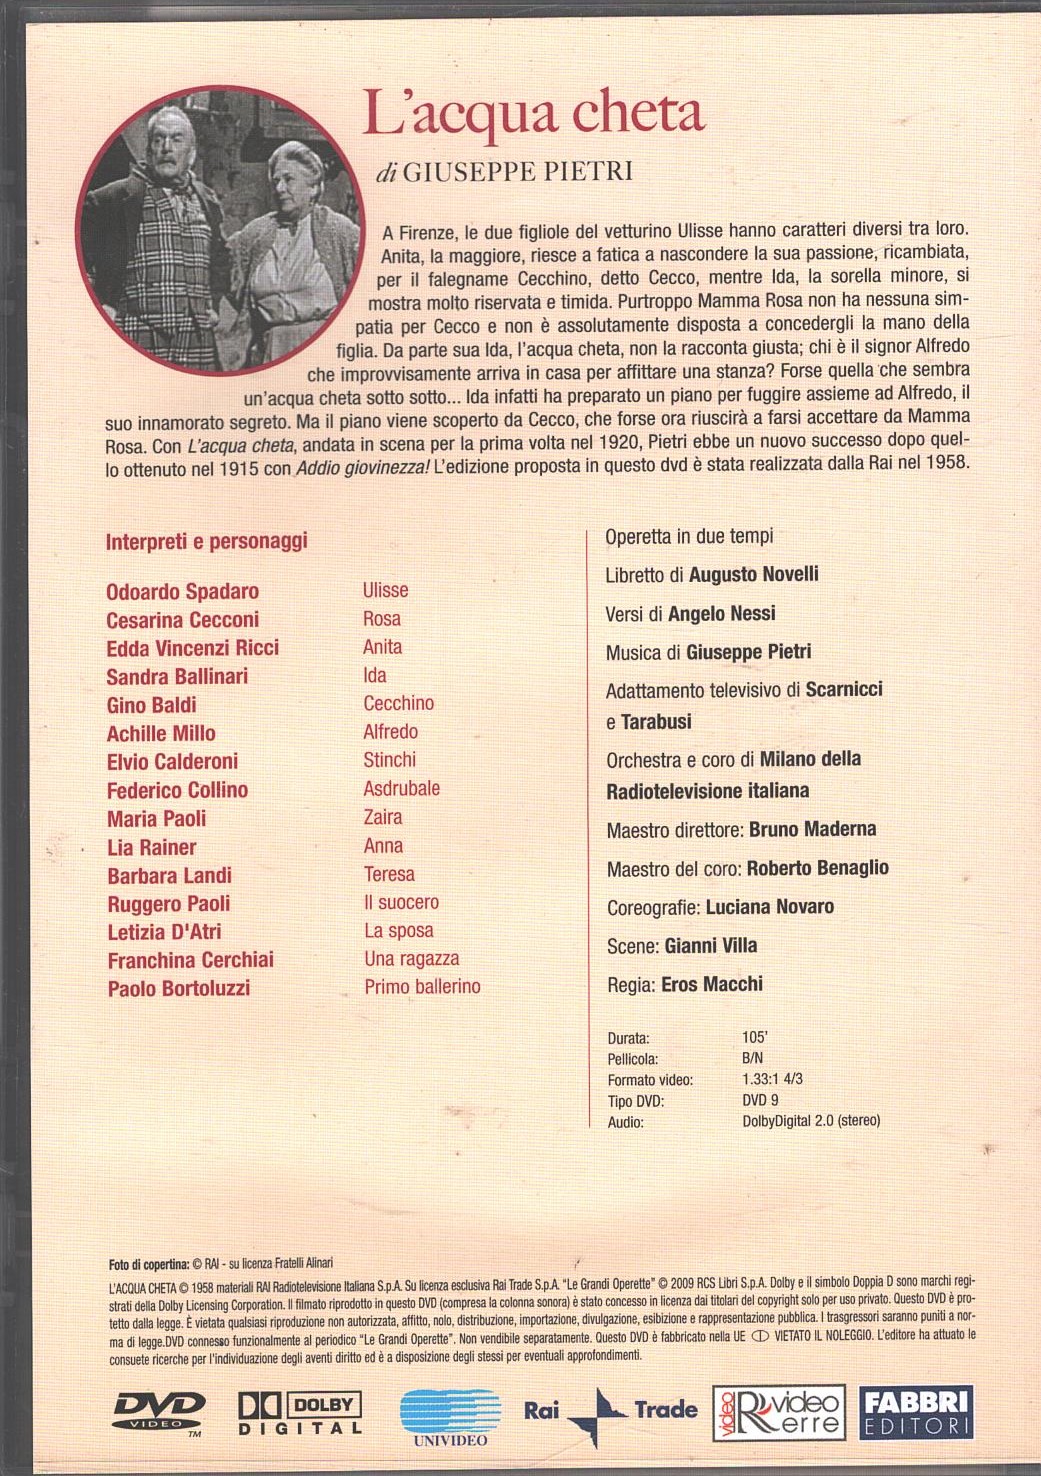 L'acqua cheta
di GIUSEPPE PIETRI
A Firenze, le due figliole del vetturino Ulisse hanno caratteri diversi tra loro.
Anita, la maggiore, riesce a fatica a nascondere la sua passione, ricambiata,
per il falegname Cecchino, detto Cecco, mentre Ida, la sorella minore, si
mostra molto riservata e timida. Purtroppo Mamma Rosa non ha nessuna sim-
patia per Cecco e non è assolutamente disposta a concedergli la mano della
figlia. Da parte sua Ida, l'acqua cheta, non la racconta giusta; chi è il signor Alfredo
che improvvisamente arriva in casa per affittare una stanza? Forse quella che sembra
un'acqua cheta sotto sotto... Ida infatti ha preparato un piano per fuggire assieme ad Alfredo, il
suo innamorato segreto. Ma il piano viene scoperto da Cecco, che forse ora riuscirà a farsi accettare da Mamma
Rosa. Con L'acqua cheta, andata in scena per la prima volta nel 1920, Pietri ebbe un nuovo successo dopo quel-
lo ottenuto nel 1915 con Addio giovinezza! L'edizione proposta in questo dvd è stata realizzata dalla Rai nel 1958.
Interpreti e personaggi
Odoardo Spadaro Ulisse
Cesarina Cecconi Rosa
Edda Vincenzi Ricci Anita
Sandra Ballinari Ida
Gino Baldi Cecchino
Achille Millo Alfredo
Elvio Calderoni Stinchi
Federico Collino Asdrubale
Maria Paoli Zaira
Lia Rainer Anna
Barbara Landi Teresa
Ruggero Paoli Il suocero
Letizia D'Atri La sposa
Franchina Cerchiai Una ragazza
Paolo Bortoluzzi Primo ballerino
Operetta in due tempi
Libretto di Augusto Novelli
Versi di Angelo Nessi
Musica di Giuseppe Pietri
Adattamento televisivo di Scarnicci
e Tarabusi
Orchestra e coro di Milano della
Radiotelevisione italiana
Maestro direttore: Bruno Maderna
Maestro del coro: Roberto Benaglio
Coreografie: Luciana Novaro
Scene: Gianni Villa
Regia: Eros Macchi
Durata: 105'
Pellicola: B/N
Formato video: 1.33:1 4/3
Tipo DVD: DVD 9
Audio: DolbyDigital 2.0 (stereo)
Foto di copertina: © RAI - su licenza Fratelli Alinari
L'ACQUA CHETA © 1958 materiali RAI Radiotelevisione Italiana S.p.A. Su licenza esclusiva Rai Trade S.p.A. "Le Grandi Operette" © 2009 RCS Libri S.p.A. Dolby e il simbolo Doppia D sono marchi regi-
strati della Dolby Licensing Corporation. Il filmato riprodotto in questo DVD (compresa la colonna sonora) è stato concesso in licenza dai titolari del copyright solo per uso privato. Questo DVD è pro-
tetto dalla legge. È vietata qualsiasi riproduzione non autorizzata, affitto, nolo, distribuzione, importazione, divulgazione, esibizione e rappresentazione pubblica. I trasgressori saranno puniti a nor-
ma di legge.DVD connesso funzionalmente al periodico "Le Grandi Operette". Non vendibile separatamente. Questo DVD è fabbricato nella UE VIETATO IL NOLEGGIO. L'editore ha attuato le
consuete ricerche per l'individuazione degli aventi diritto ed è a disposizione degli stessi per eventuali approfondimenti.
DVD VIDEO TM
DOLBY DIGITAL
UNIVIDEO
Rai Trade
video R video erre
FABBRI EDITORI